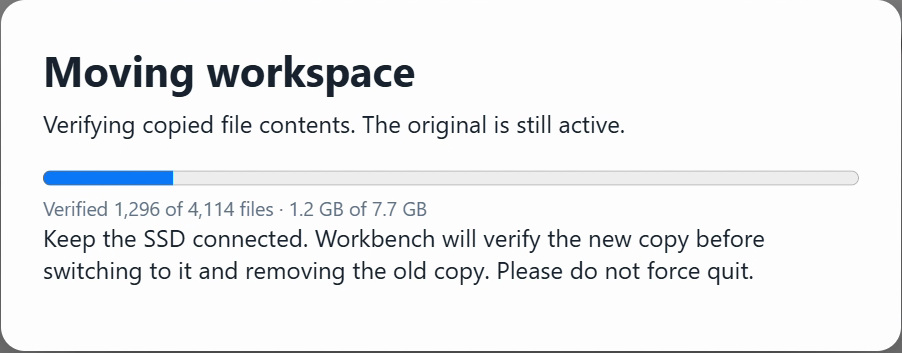 Moving workspace
Verifying copied file contents. The original is still active.
Verified 1,296 of 4,114 files · 1.2 GB of 7.7 GB
Keep the SSD connected. Workbench will verify the new copy before
switching to it and removing the old copy. Please do not force quit.